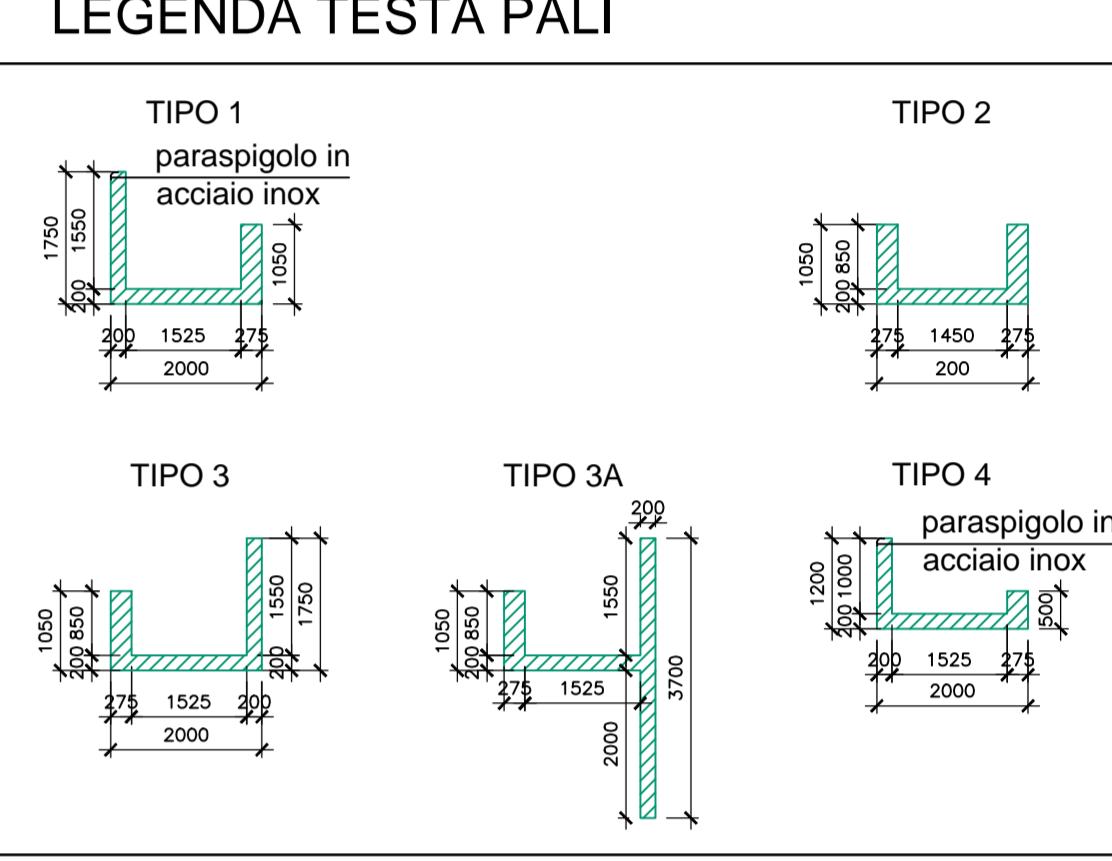 LEGENDA TESTA PALI
TIPO 1
paraspigolo in
acciaio inox
1750
1550
200
1050
200 1525 275
2000
TIPO 2
1050
850
200
275 1450 275
200
TIPO 3
1050
850
200
1550
1750
200
275 1525 200
2000
TIPO 3A
200
1050
850
200
1550
275 1525
3700
2000
TIPO 4
paraspigolo in
acciaio inox
1200
1000
200
500
200 1525 275
2000